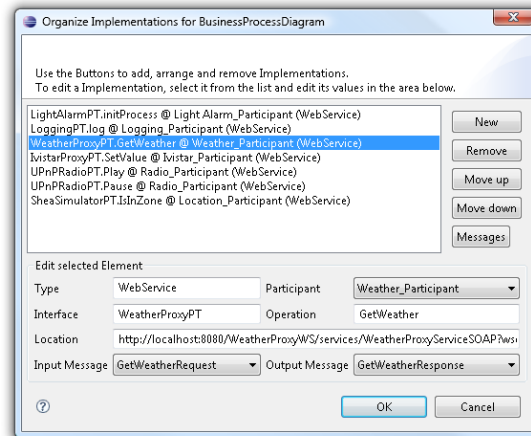 Organize Implementations for BusinessProcessDiagram
Use the Buttons to add, arrange and remove Implementations.
To edit a Implementation, select it from the list and edit its values in the area below.
LightAlarmPT.initProcess @ Light Alarm_Participant (WebService)
LoggingPT.log @ Logging_Participant (WebService)
WeatherProxyPT.GetWeather @ Weather_Participant (WebService)
IvistarProxyPT.SetValue @ Ivistar_Participant (WebService)
UPnPRadioPT.Play @ Radio_Participant (WebService)
UPnPRadioPT.Pause @ Radio_Participant (WebService)
SheaSimulatorPT.IsInZone @ Location_Participant (WebService)
New
Remove
Move up
Move down
Messages
Edit selected Element
Type WebService Participant Weather_Participant
Interface WeatherProxyPT Operation GetWeather
Location http://localhost:8080/WeatherProxyWS/services/WeatherProxyServiceSOAP?wsd
Input Message GetWeatherRequest Output Message GetWeatherResponse
? OK Cancel